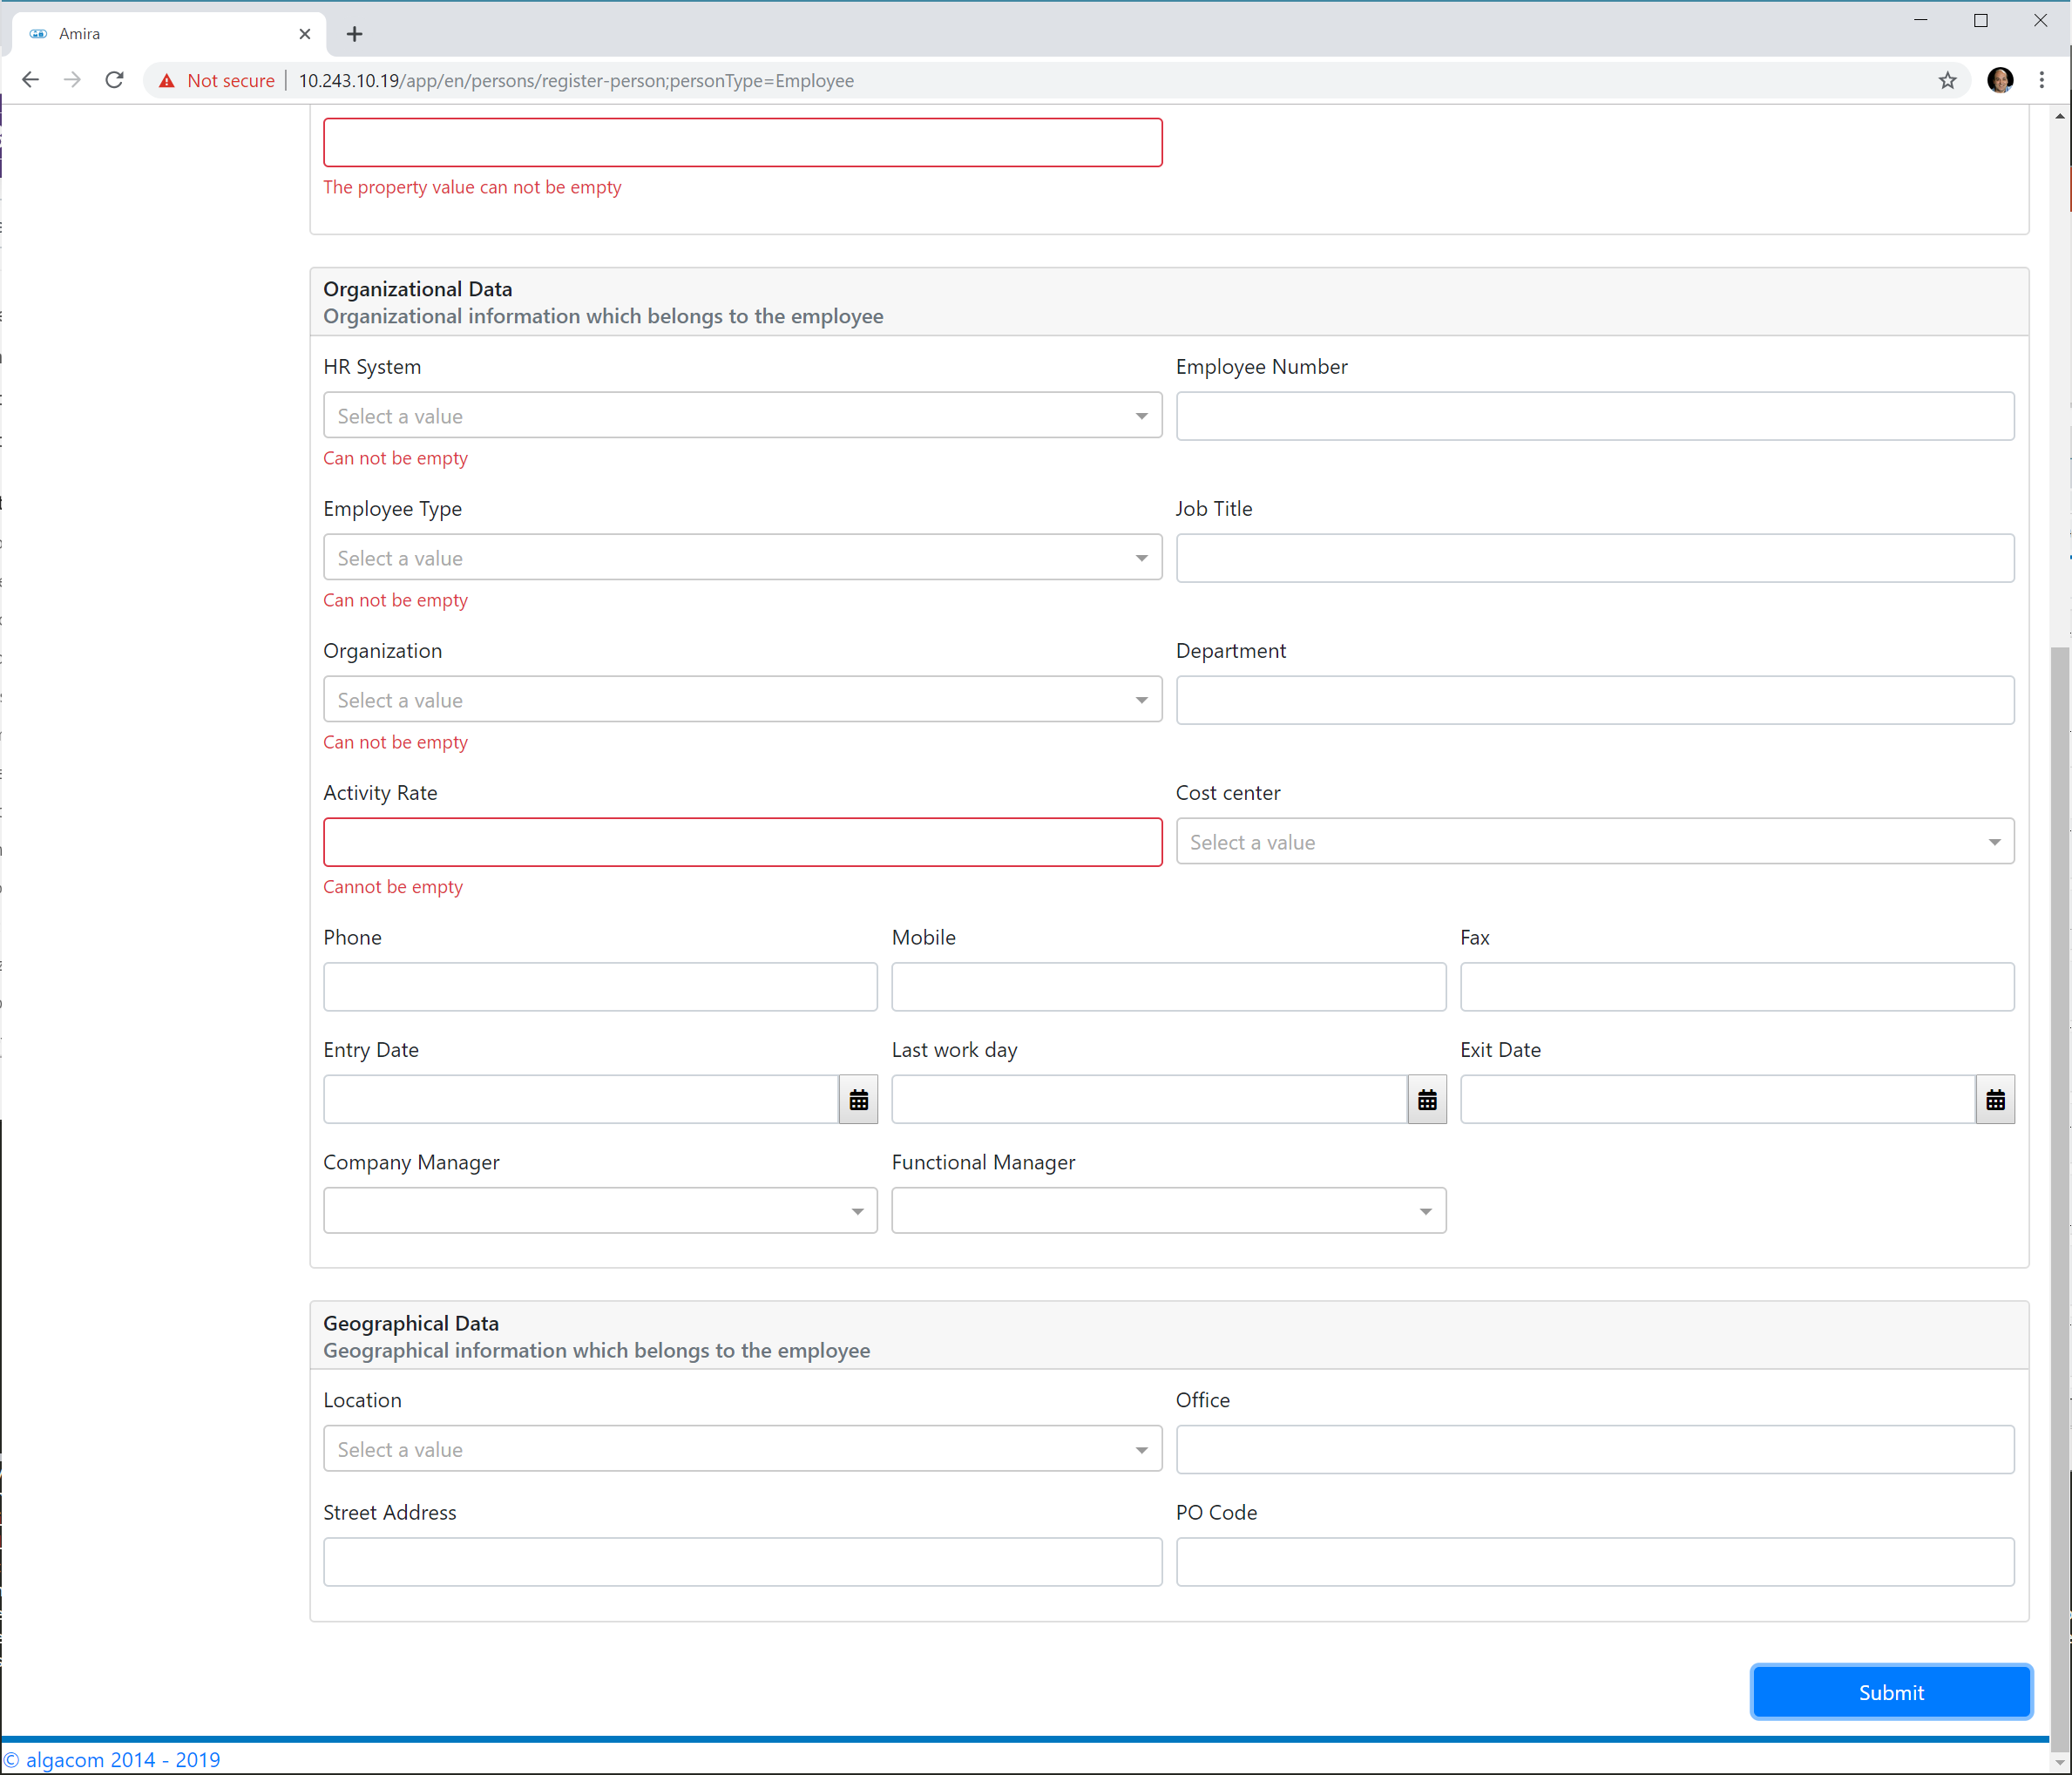 Amira
Not secure
10.243.10.19/app/en/persons/register-person;personType=Employee
The property value can not be empty
Organizational Data
Organizational information which belongs to the employee
HR System
Employee Number
Select a value
Can not be empty
Employee Type
Job Title
Select a value
Can not be empty
Organization
Department
Select a value
Can not be empty
Activity Rate
Cost center
Select a value
Cannot be empty
Phone
Mobile
Fax
Entry Date
Last work day
Exit Date
Company Manager
Functional Manager
Geographical Data
Geographical information which belongs to the employee
Location
Office
Select a value
Street Address
PO Code
Submit
© algacom 2014 - 2019